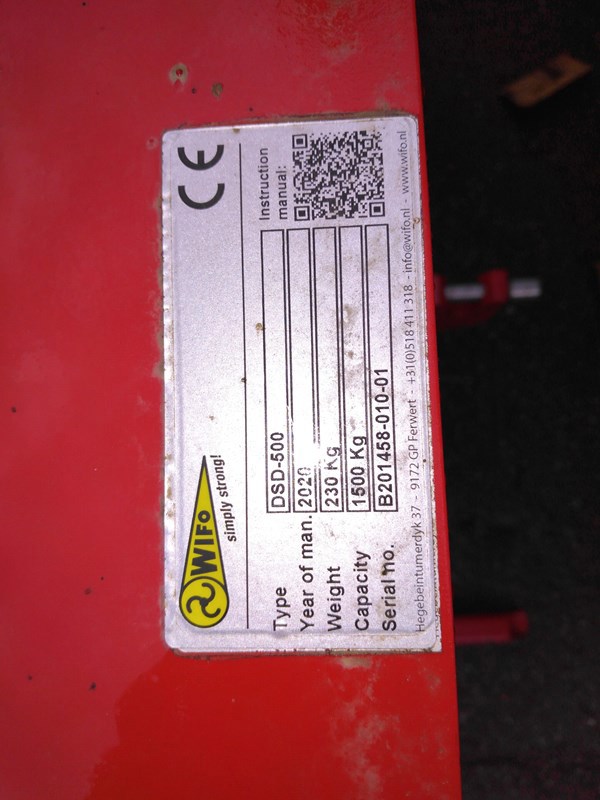 WIFO
simply strong!
CE
Instruction
manual:
Type DSD-500
Year of man. 2020
Weight 230 Kg
Capacity 1500 Kg
Serial no. B201458-010-01
Hegebeintumerdyk 37 - 9172 GP Ferwert - +31(0)518 411 318 - info@wifo.nl - www.wifo.nl